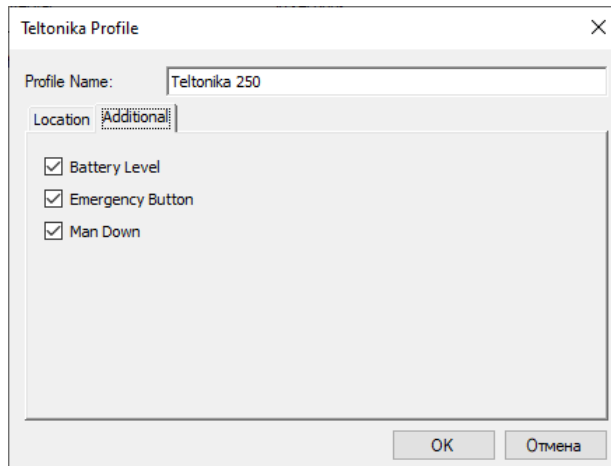 Teltonika Profile
Profile Name: Teltonika 250
Location Additional
Battery Level
Emergency Button
Man Down
OK Отмена